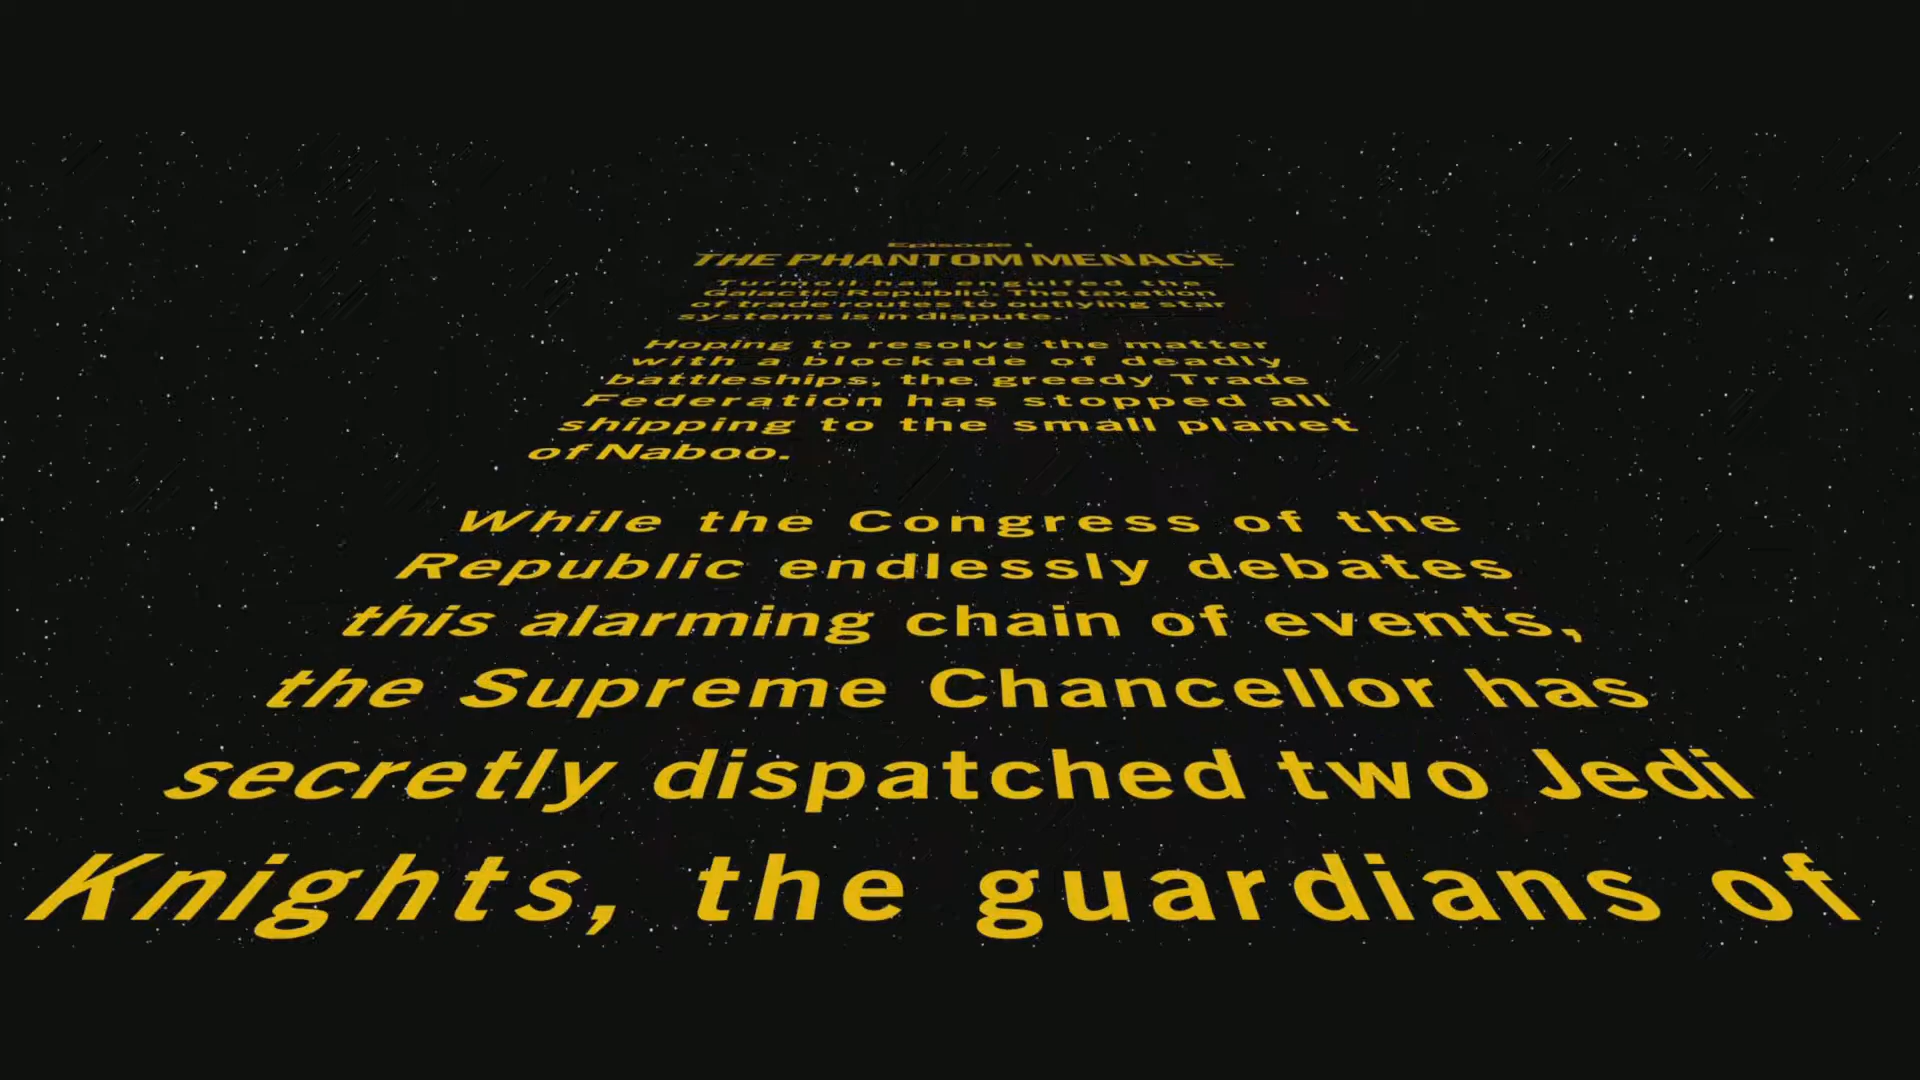 Episode I
THE PHANTOM MENACE
Turmoil has engulfed the
Galactic Republic. The taxation
of trade routes to outlying star
systems is in dispute.
Hoping to resolve the matter
with a blockade of deadly
battleships, the greedy Trade
Federation has stopped all
shipping to the small planet
of Naboo.
While the Congress of the
Republic endlessly debates
this alarming chain of events,
the Supreme Chancellor has
secretly dispatched two Jedi
Knights, the guardians of